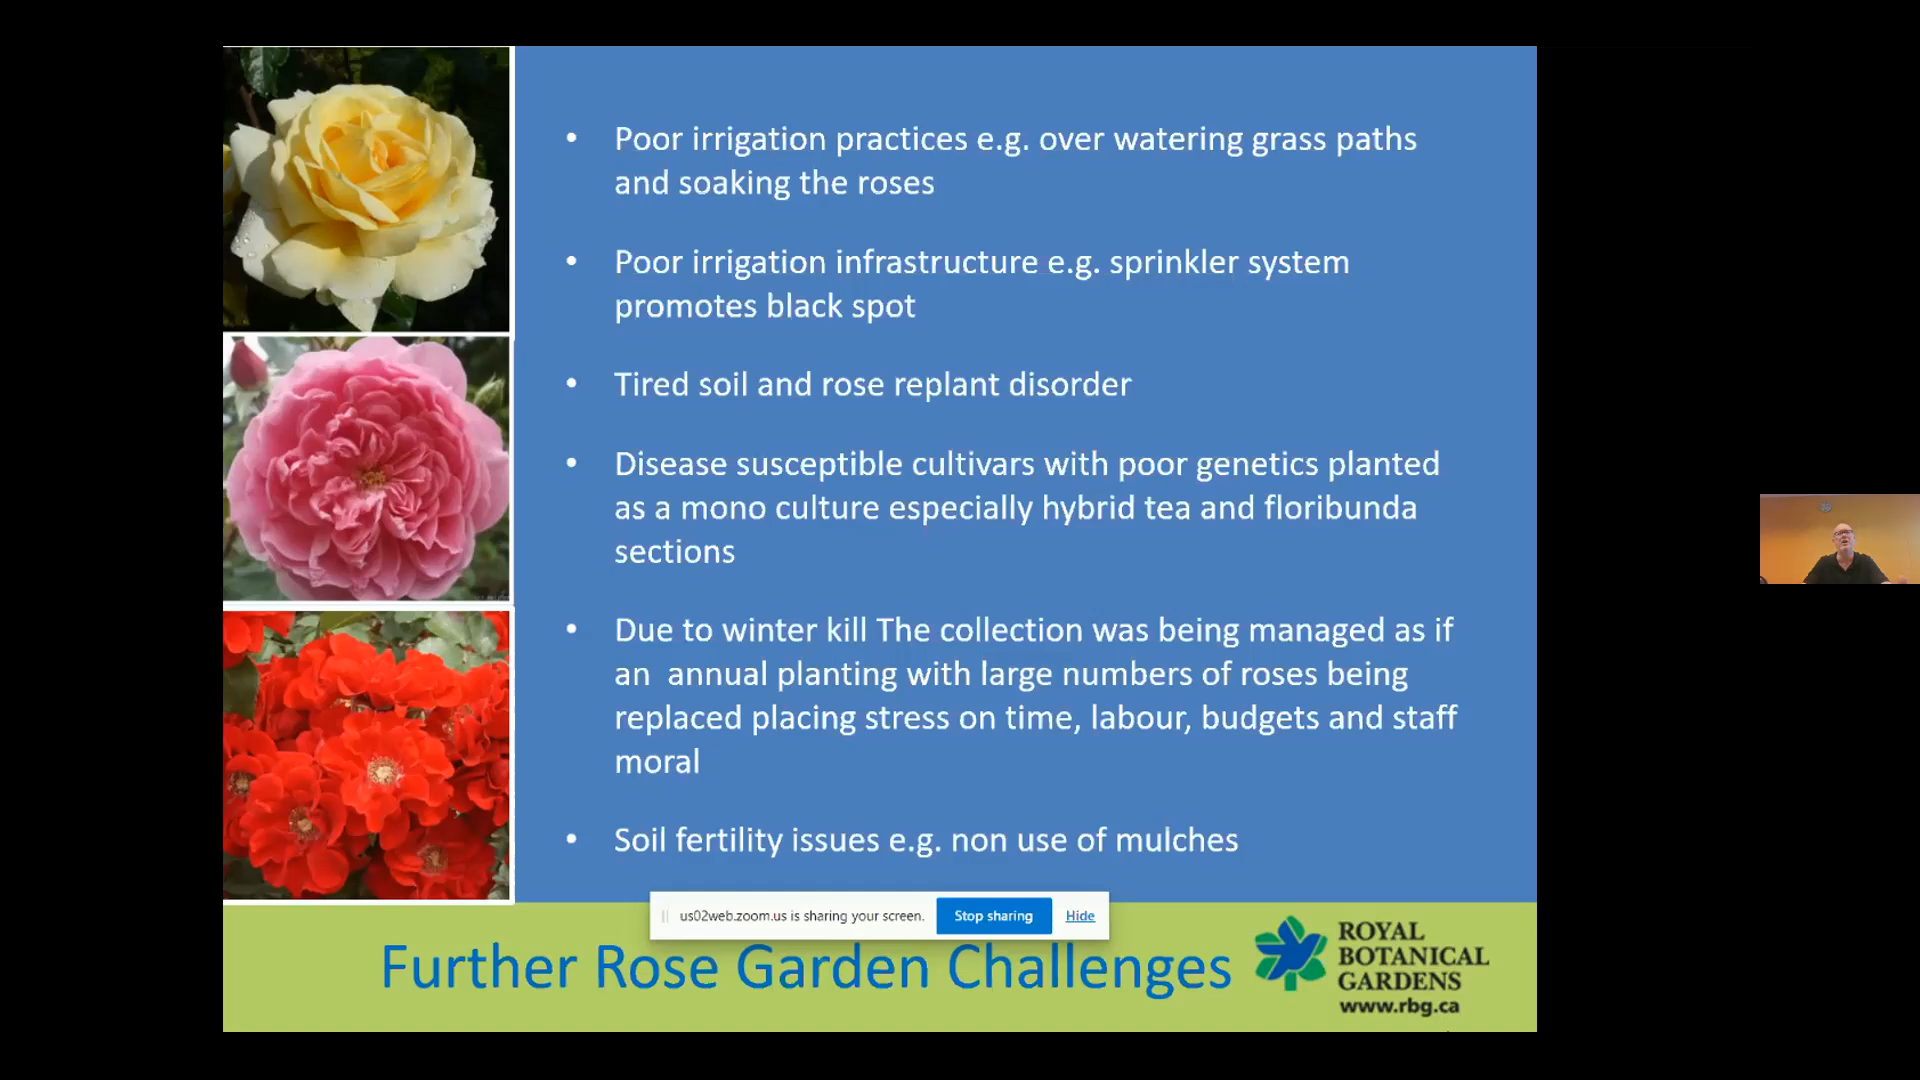 • Poor irrigation practices e.g. over watering grass paths
and soaking the roses
• Poor irrigation infrastructure e.g. sprinkler system
promotes black spot
• Tired soil and rose replant disorder
• Disease susceptible cultivars with poor genetics planted
as a mono culture especially hybrid tea and floribunda
sections
• Due to winter kill The collection was being managed as if
an  annual planting with large numbers of roses being
replaced placing stress on time, labour, budgets and staff
moral
• Soil fertility issues e.g. non use of mulches
us02web.zoom.us is sharing your screen. Stop sharing Hide
Further Rose Garden Challenges
ROYAL
BOTANICAL
GARDENS
www.rbg.ca